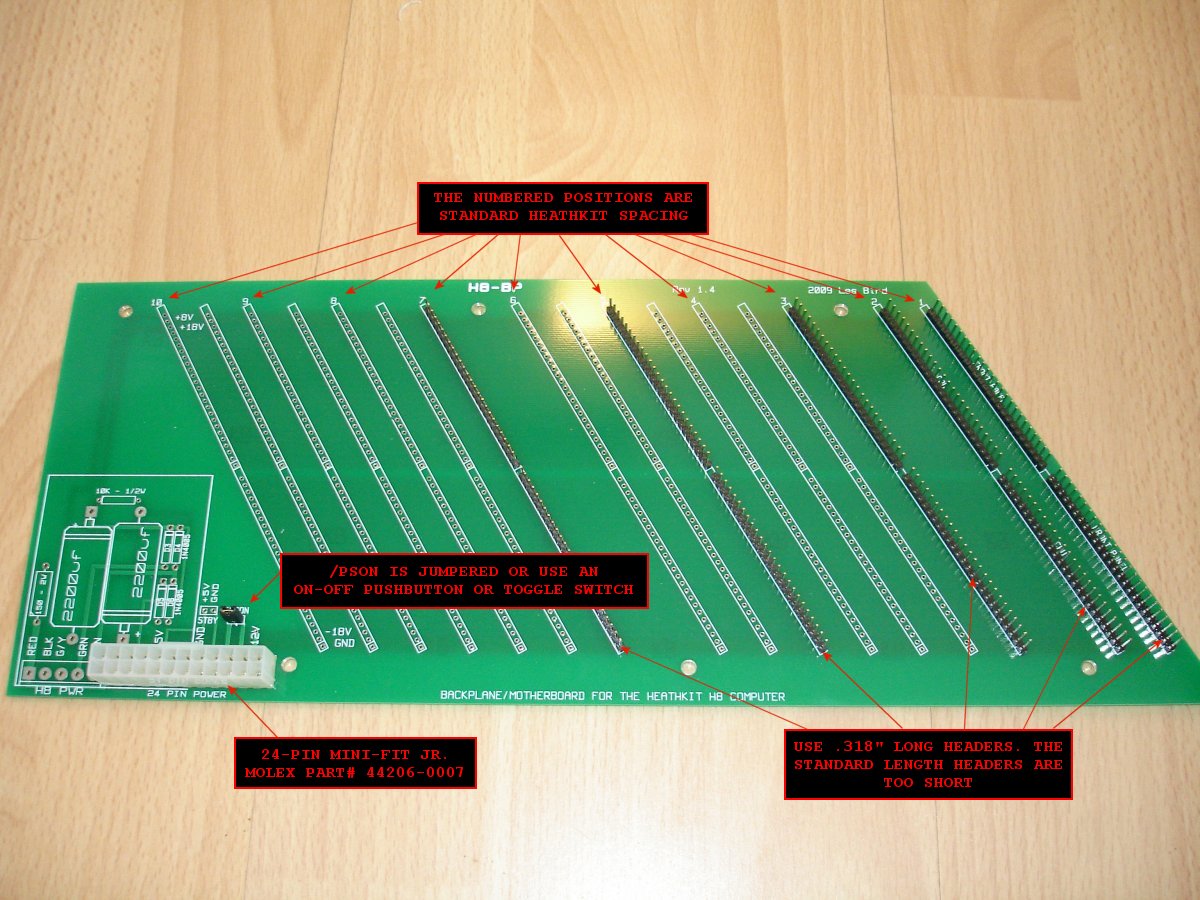 THE NUMBERED POSITIONS ARE
STANDARD HEATHKIT SPACING
H8-BP
Rev 1.4
2009 Les Bird
10 9 8 7 6 4 3 2 1
+8V
+18V
10K - 1/2W
2200uf
2200uf
150 - 2W
1N4005
1N4005
+5V
GND
STBY
/PSON IS JUMPERED OR USE AN
ON-OFF PUSHBUTTON OR TOGGLE SWITCH
-18V
GND
RED
BLK
G/Y
GRN
GND
12V
H8 PWR
24 PIN POWER
BACKPLANE/MOTHERBOARD FOR THE HEATHKIT H8 COMPUTER
24-PIN MINI-FIT JR.
MOLEX PART# 44206-0007
USE .318" LONG HEADERS. THE
STANDARD LENGTH HEADERS ARE
TOO SHORT